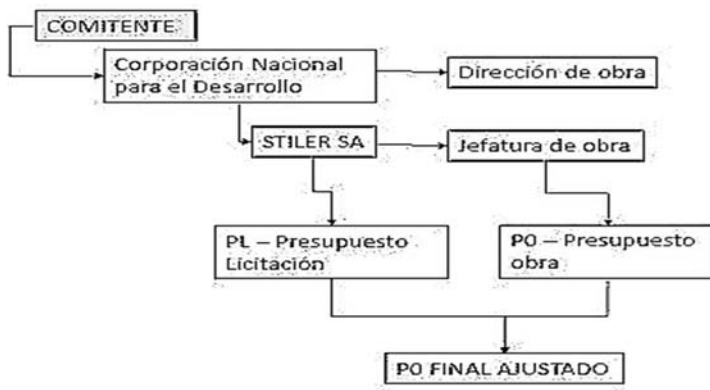 COMITENTE
Corporación Nacional
para el Desarrollo
Dirección de obra
STILER SA
Jefatura de obra
PL – Presupuesto
Licitación
P0 – Presupuesto
obra
P0 FINAL AJUSTADO